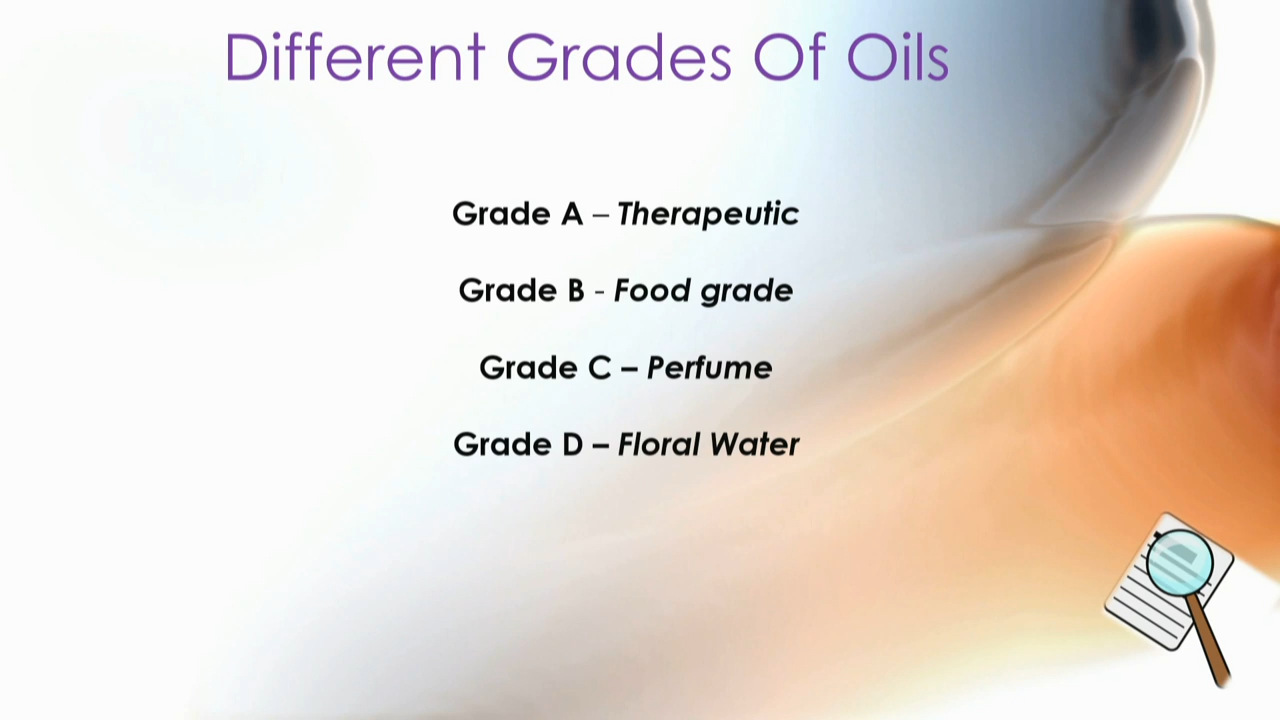 Different Grades Of Oils
Grade A – Therapeutic
Grade B - Food grade
Grade C – Perfume
Grade D – Floral Water